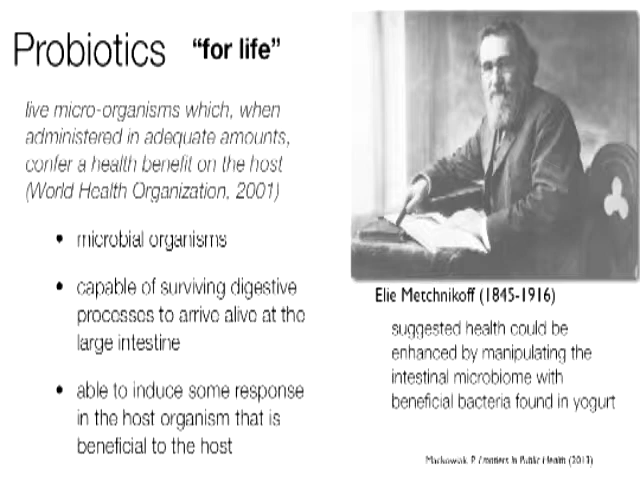 Probiotics “for life”
live micro-organisms which, when
administered in adequate amounts,
confer a health benefit on the host
(World Health Organization, 2001)
• microbial organisms
• capable of surviving digestive
processes to arrive alive at the
large intestine
• able to induce some response
in the host organism that is
beneficial to the host
Elie Metchnikoff (1845-1916)
suggested health could be
enhanced by manipulating the
intestinal microbiome with
beneficial bacteria found in yogurt
Mackowiak P. Frontiers in Public Health (2013)